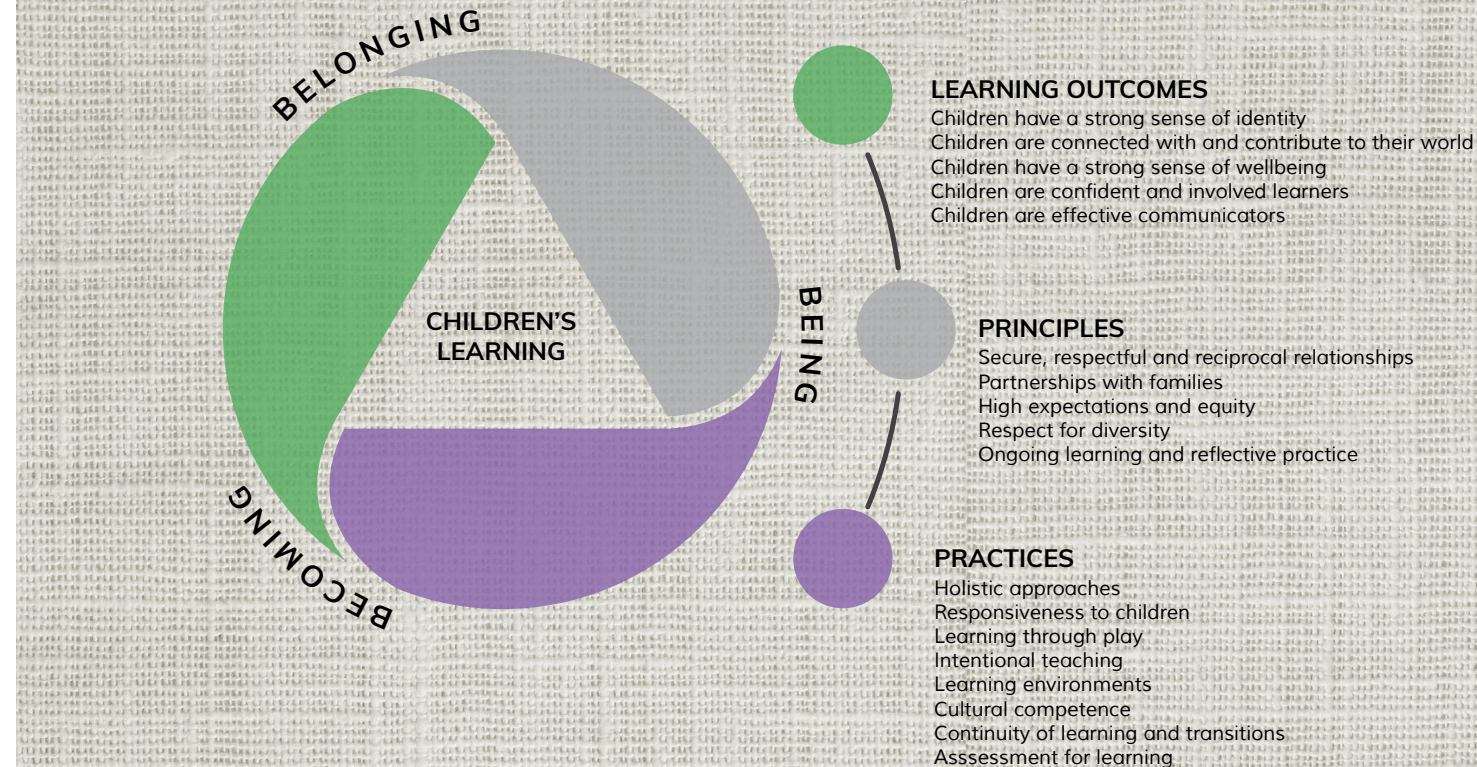 BELONGING
BEING
BECOMING
CHILDREN’S
LEARNING
LEARNING OUTCOMES
Children have a strong sense of identity
Children are connected with and contribute to their world
Children have a strong sense of wellbeing
Children are confident and involved learners
Children are effective communicators
PRINCIPLES
Secure, respectful and reciprocal relationships
Partnerships with families
High expectations and equity
Respect for diversity
Ongoing learning and reflective practice
PRACTICES
Holistic approaches
Responsiveness to children
Learning through play
Intentional teaching
Learning environments
Cultural competence
Continuity of learning and transitions
Asssessment for learning